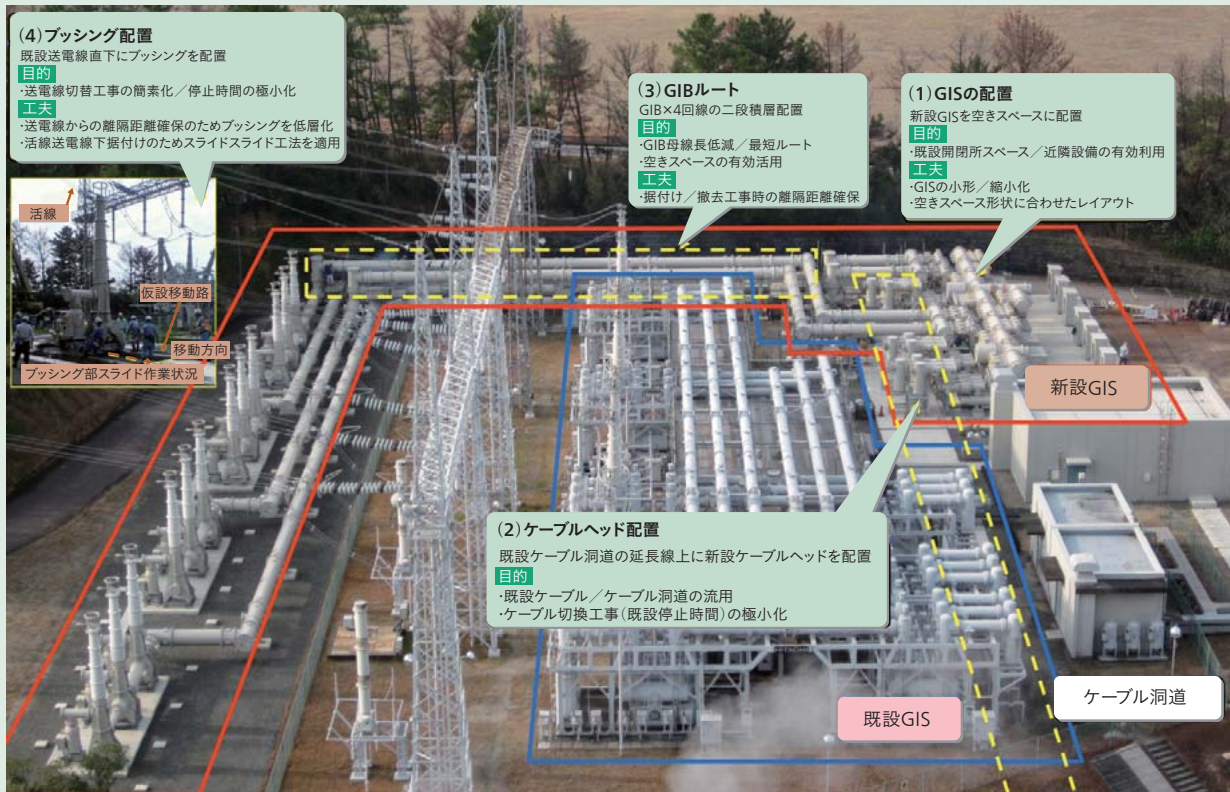 (4)ブッシング配置
既設送電線直下にブッシングを配置
目的
・送電線切替工事の簡素化／停止時間の極小化
工夫
・送電線からの離隔距離確保のためブッシングを低層化
・活線送電線下据付けのためスライドスライド工法を適用
活線
仮設移動路
移動方向
ブッシング部スライド作業状況
(3)GIBルート
GIB×4回線の二段積層配置
目的
・GIB母線長低減／最短ルート
・空きスペースの有効活用
工夫
・据付け／撤去工事時の離隔距離確保
(1)GISの配置
新設GISを空きスペースに配置
目的
・既設開閉所スペース／近隣設備の有効利用
工夫
・GISの小形／縮小化
・空きスペース形状に合わせたレイアウト
新設GIS
(2)ケーブルヘッド配置
既設ケーブル洞道の延長線上に新設ケーブルヘッドを配置
目的
・既設ケーブル／ケーブル洞道の流用
・ケーブル切換工事(既設停止時間)の極小化
ケーブル洞道
既設GIS